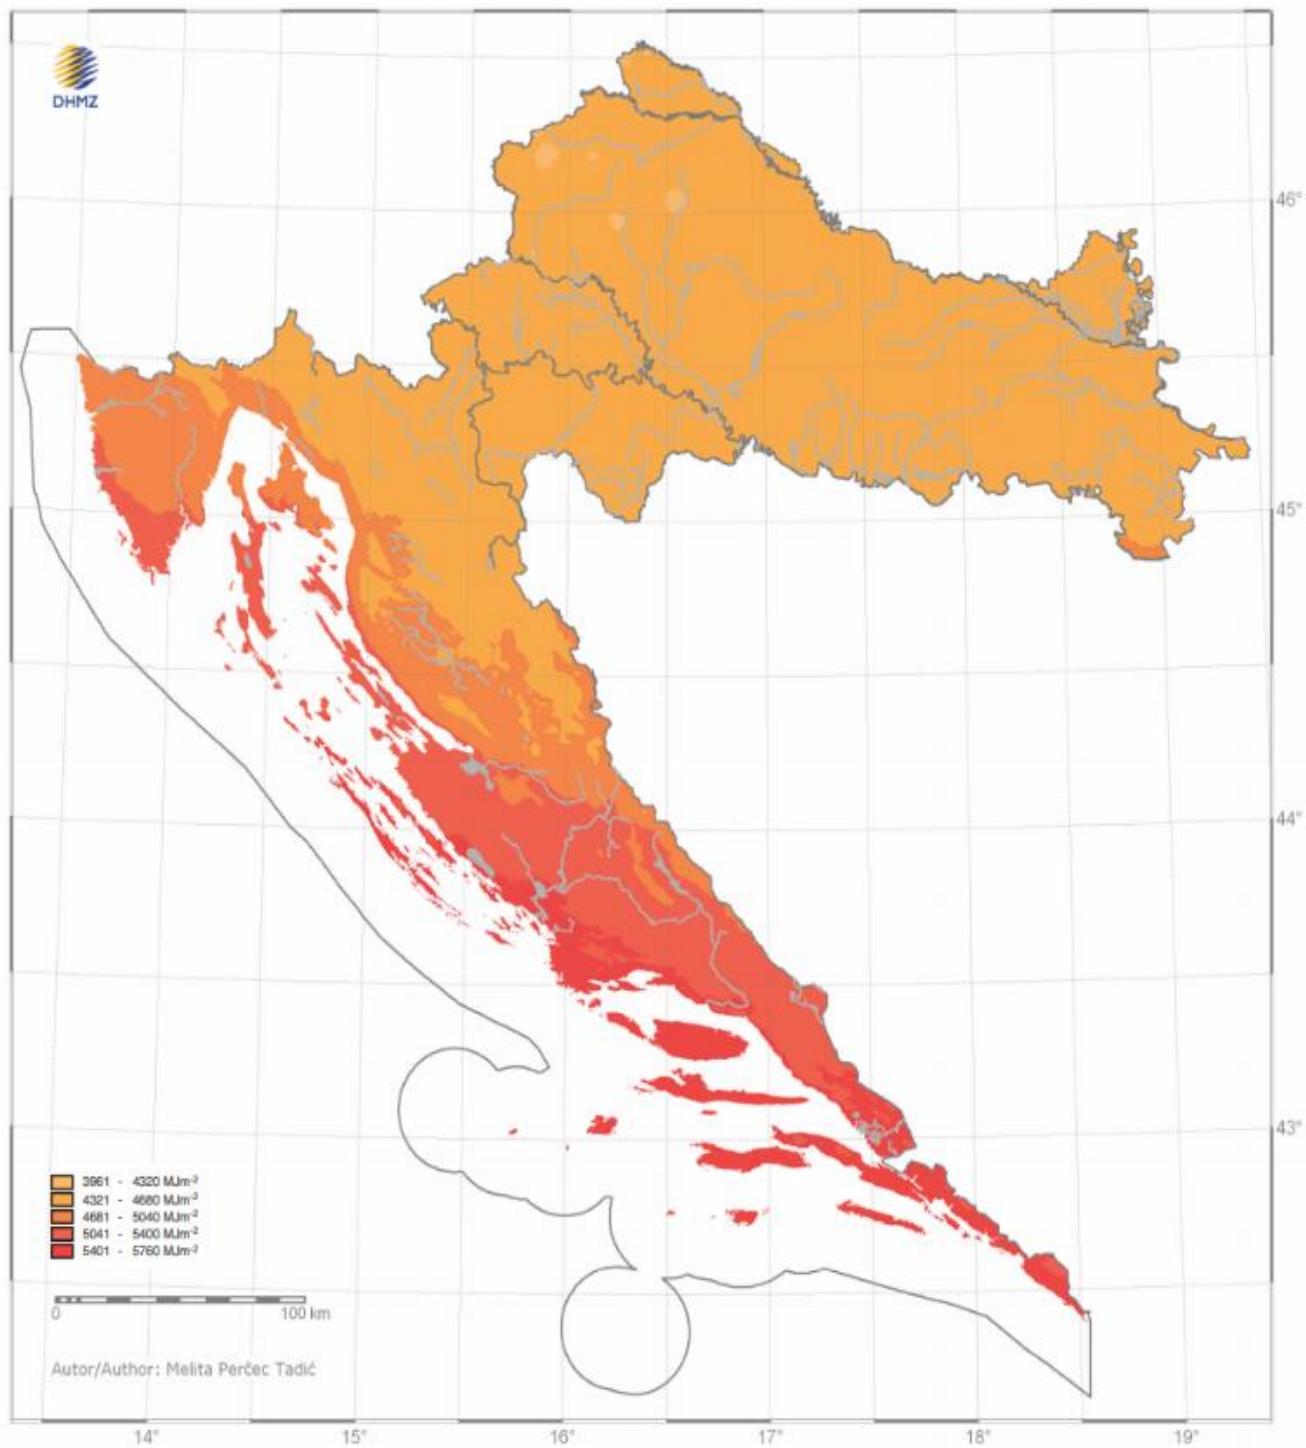 DHMZ
46°
45°
44°
43°
3961 - 4320 MJm⁻²
4321 - 4680 MJm⁻²
4681 - 5040 MJm⁻²
5041 - 5400 MJm⁻²
5401 - 5760 MJm⁻²
0 100 km
Autor/Author: Melita Perčec Tadić
14° 15° 16° 17° 18° 19°